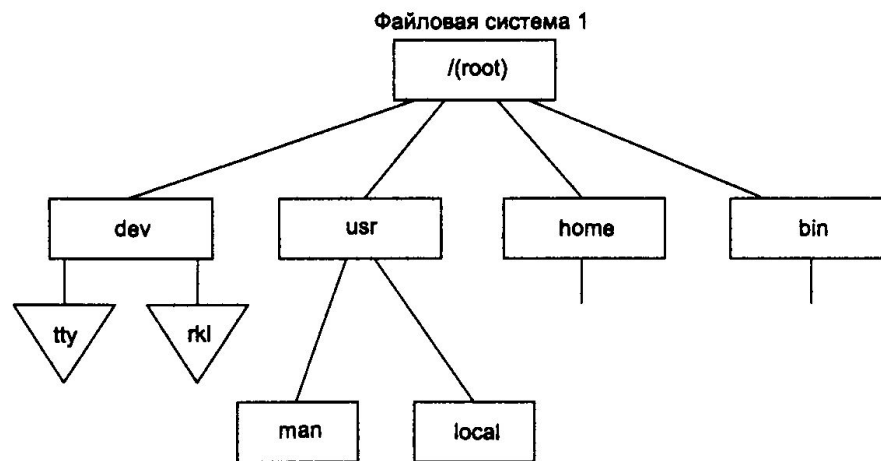 Файловая система 1
/(root)
dev
usr
home
bin
tty
rkl
man
local